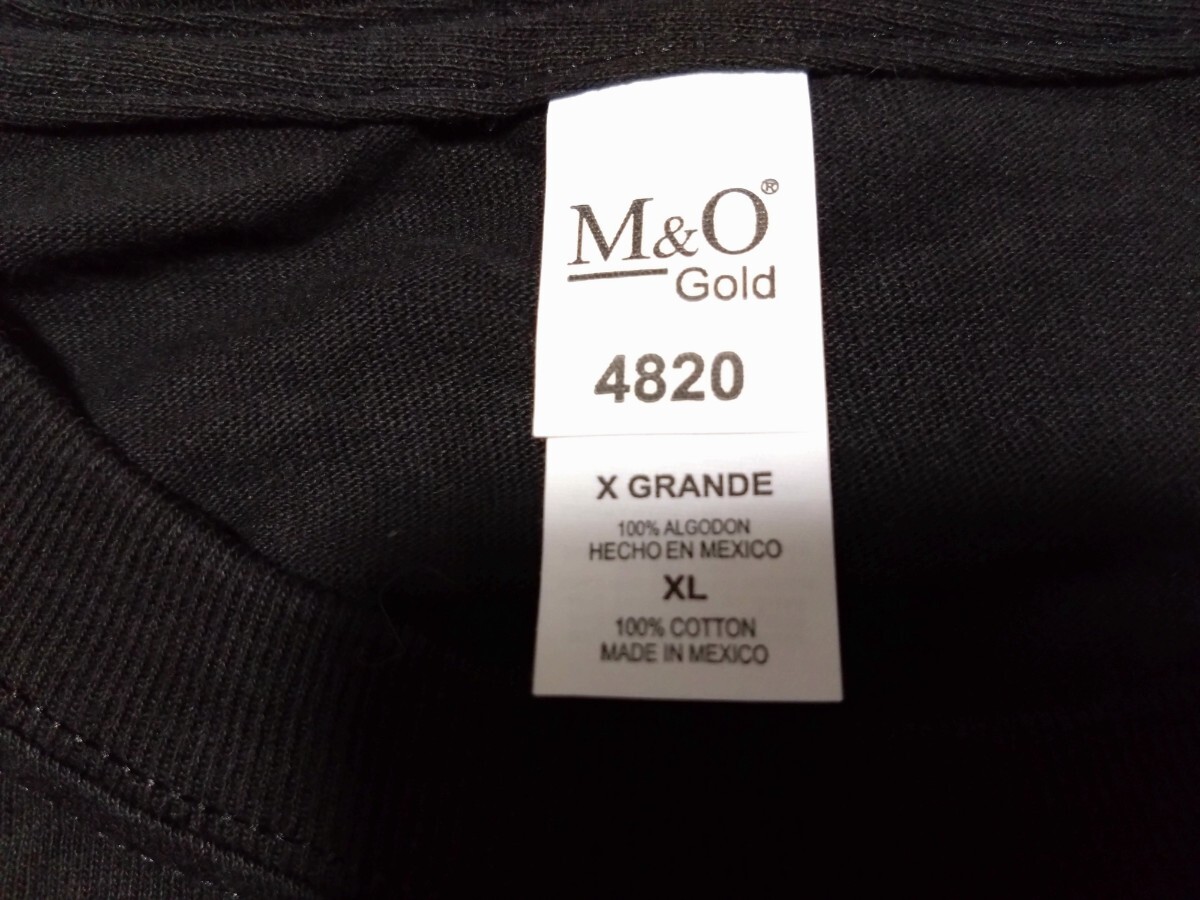 M&O®
Gold
4820
X GRANDE
100% ALGODON
HECHO EN MEXICO
XL
100% COTTON
MADE IN MEXICO